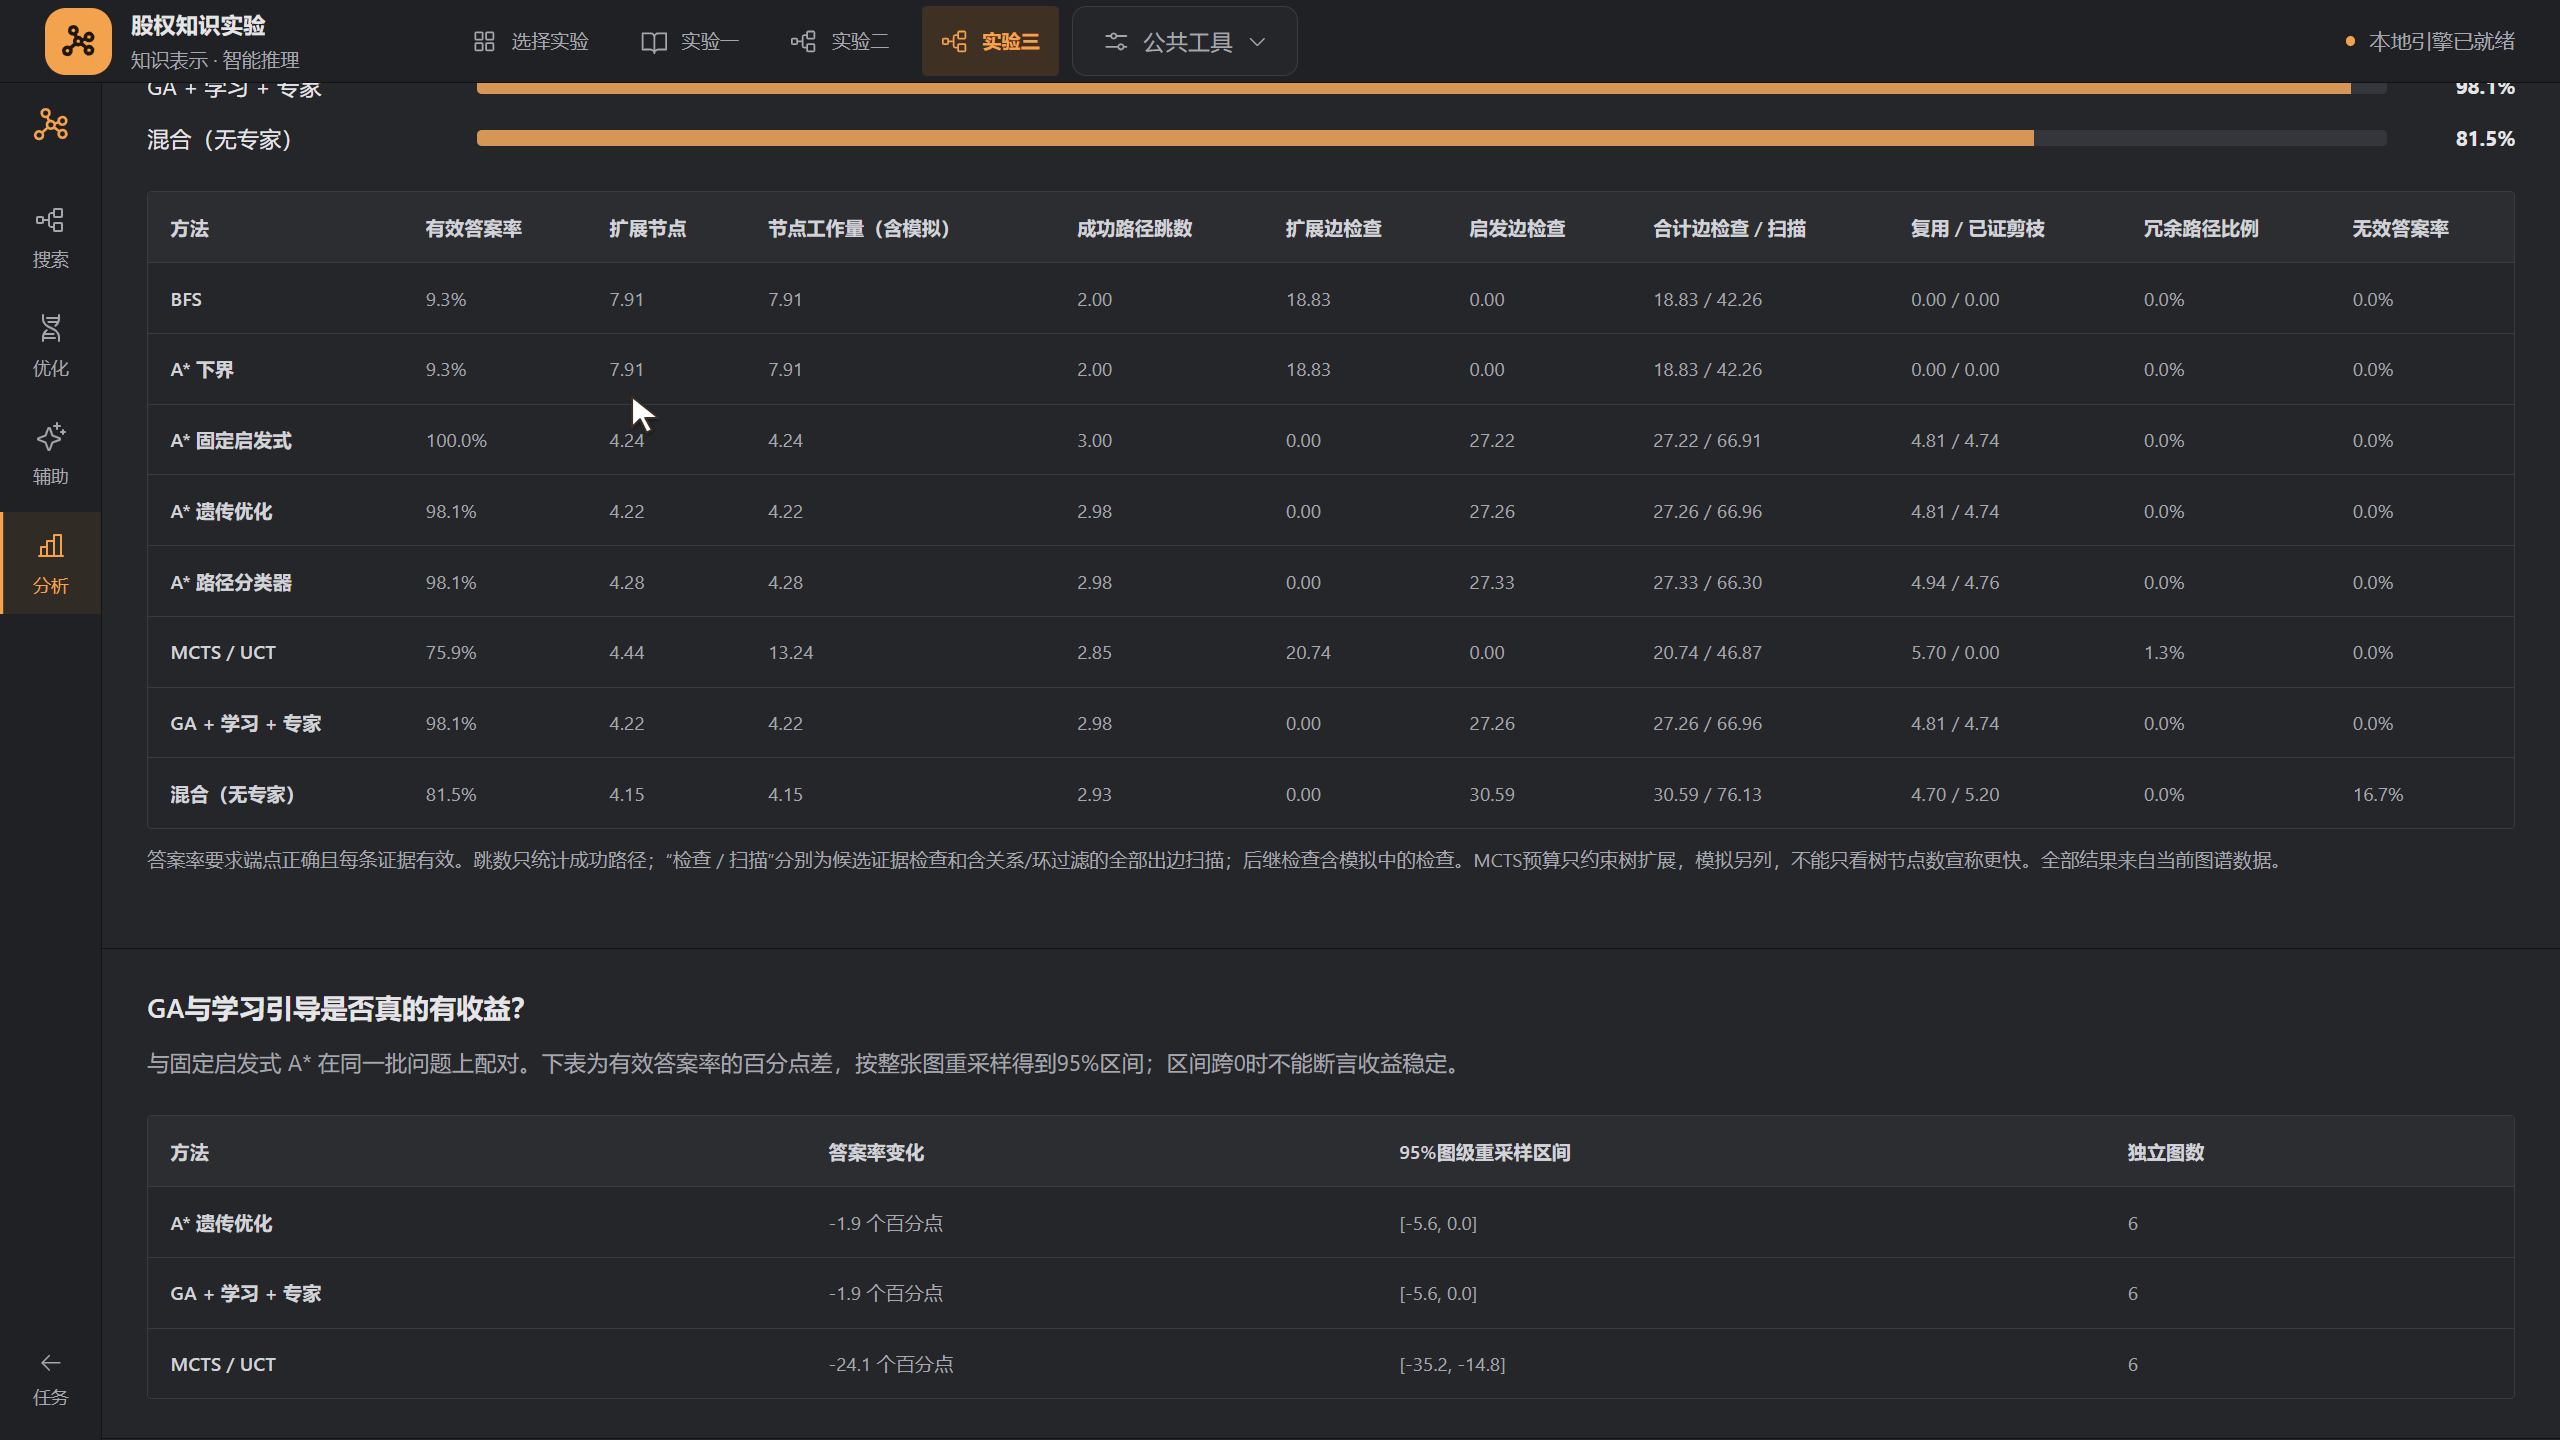 股权知识实验
知识表示 · 智能推理
选择实验
实验一
实验二
实验三
公共工具
本地引擎已就绪
搜索
优化
辅助
分析
任务
GA + 学习 + 专家 98.1%
混合（无专家） 81.5%
方法 有效答案率 扩展节点 节点工作量（含模拟） 成功路径跳数 扩展边检查 启发边检查 合计边检查 / 扫描 复用 / 已证剪枝 冗余路径比例 无效答案率
BFS 9.3% 7.91 7.91 2.00 18.83 0.00 18.83 / 42.26 0.00 / 0.00 0.0% 0.0%
A* 下界 9.3% 7.91 7.91 2.00 18.83 0.00 18.83 / 42.26 0.00 / 0.00 0.0% 0.0%
A* 固定启发式 100.0% 4.24 4.24 3.00 0.00 27.22 27.22 / 66.91 4.81 / 4.74 0.0% 0.0%
A* 遗传优化 98.1% 4.22 4.22 2.98 0.00 27.26 27.26 / 66.96 4.81 / 4.74 0.0% 0.0%
A* 路径分类器 98.1% 4.28 4.28 2.98 0.00 27.33 27.33 / 66.30 4.94 / 4.76 0.0% 0.0%
MCTS / UCT 75.9% 4.44 13.24 2.85 20.74 0.00 20.74 / 46.87 5.70 / 0.00 1.3% 0.0%
GA + 学习 + 专家 98.1% 4.22 4.22 2.98 0.00 27.26 27.26 / 66.96 4.81 / 4.74 0.0% 0.0%
混合（无专家） 81.5% 4.15 4.15 2.93 0.00 30.59 30.59 / 76.13 4.70 / 5.20 0.0% 16.7%
答案率要求端点正确且每条证据有效。跳数只统计成功路径；“检查 / 扫描”分别为候选证据检查和含关系/环过滤的全部出边扫描；后继检查含模拟中的检查。MCTS预算只约束树扩展，模拟另列，不能只看树节点数宣称更快。全部结果来自当前图谱数据。
GA与学习引导是否真的有收益？
与固定启发式 A* 在同一批问题上配对。下表为有效答案率的百分点差，按整张图重采样得到95%区间；区间跨0时不能断言收益稳定。
方法 答案率变化 95%图级重采样区间 独立图数
A* 遗传优化 -1.9 个百分点 [-5.6, 0.0] 6
GA + 学习 + 专家 -1.9 个百分点 [-5.6, 0.0] 6
MCTS / UCT -24.1 个百分点 [-35.2, -14.8] 6